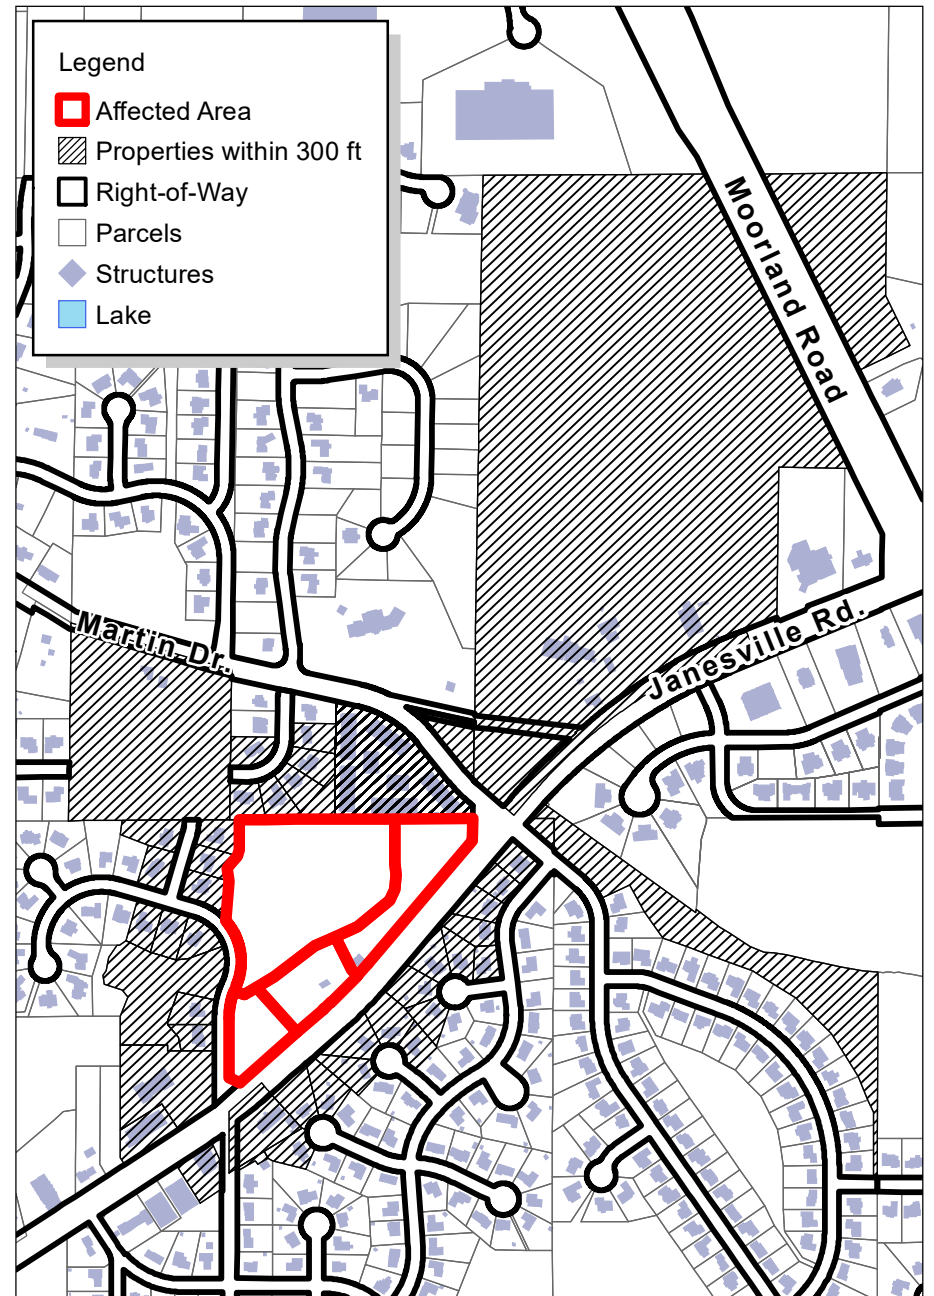 Legend
Affected Area
Properties within 300 ft
Right-of-Way
Parcels
Structures
Lake
Moorland Road
Martin Dr.
Janesville Rd.